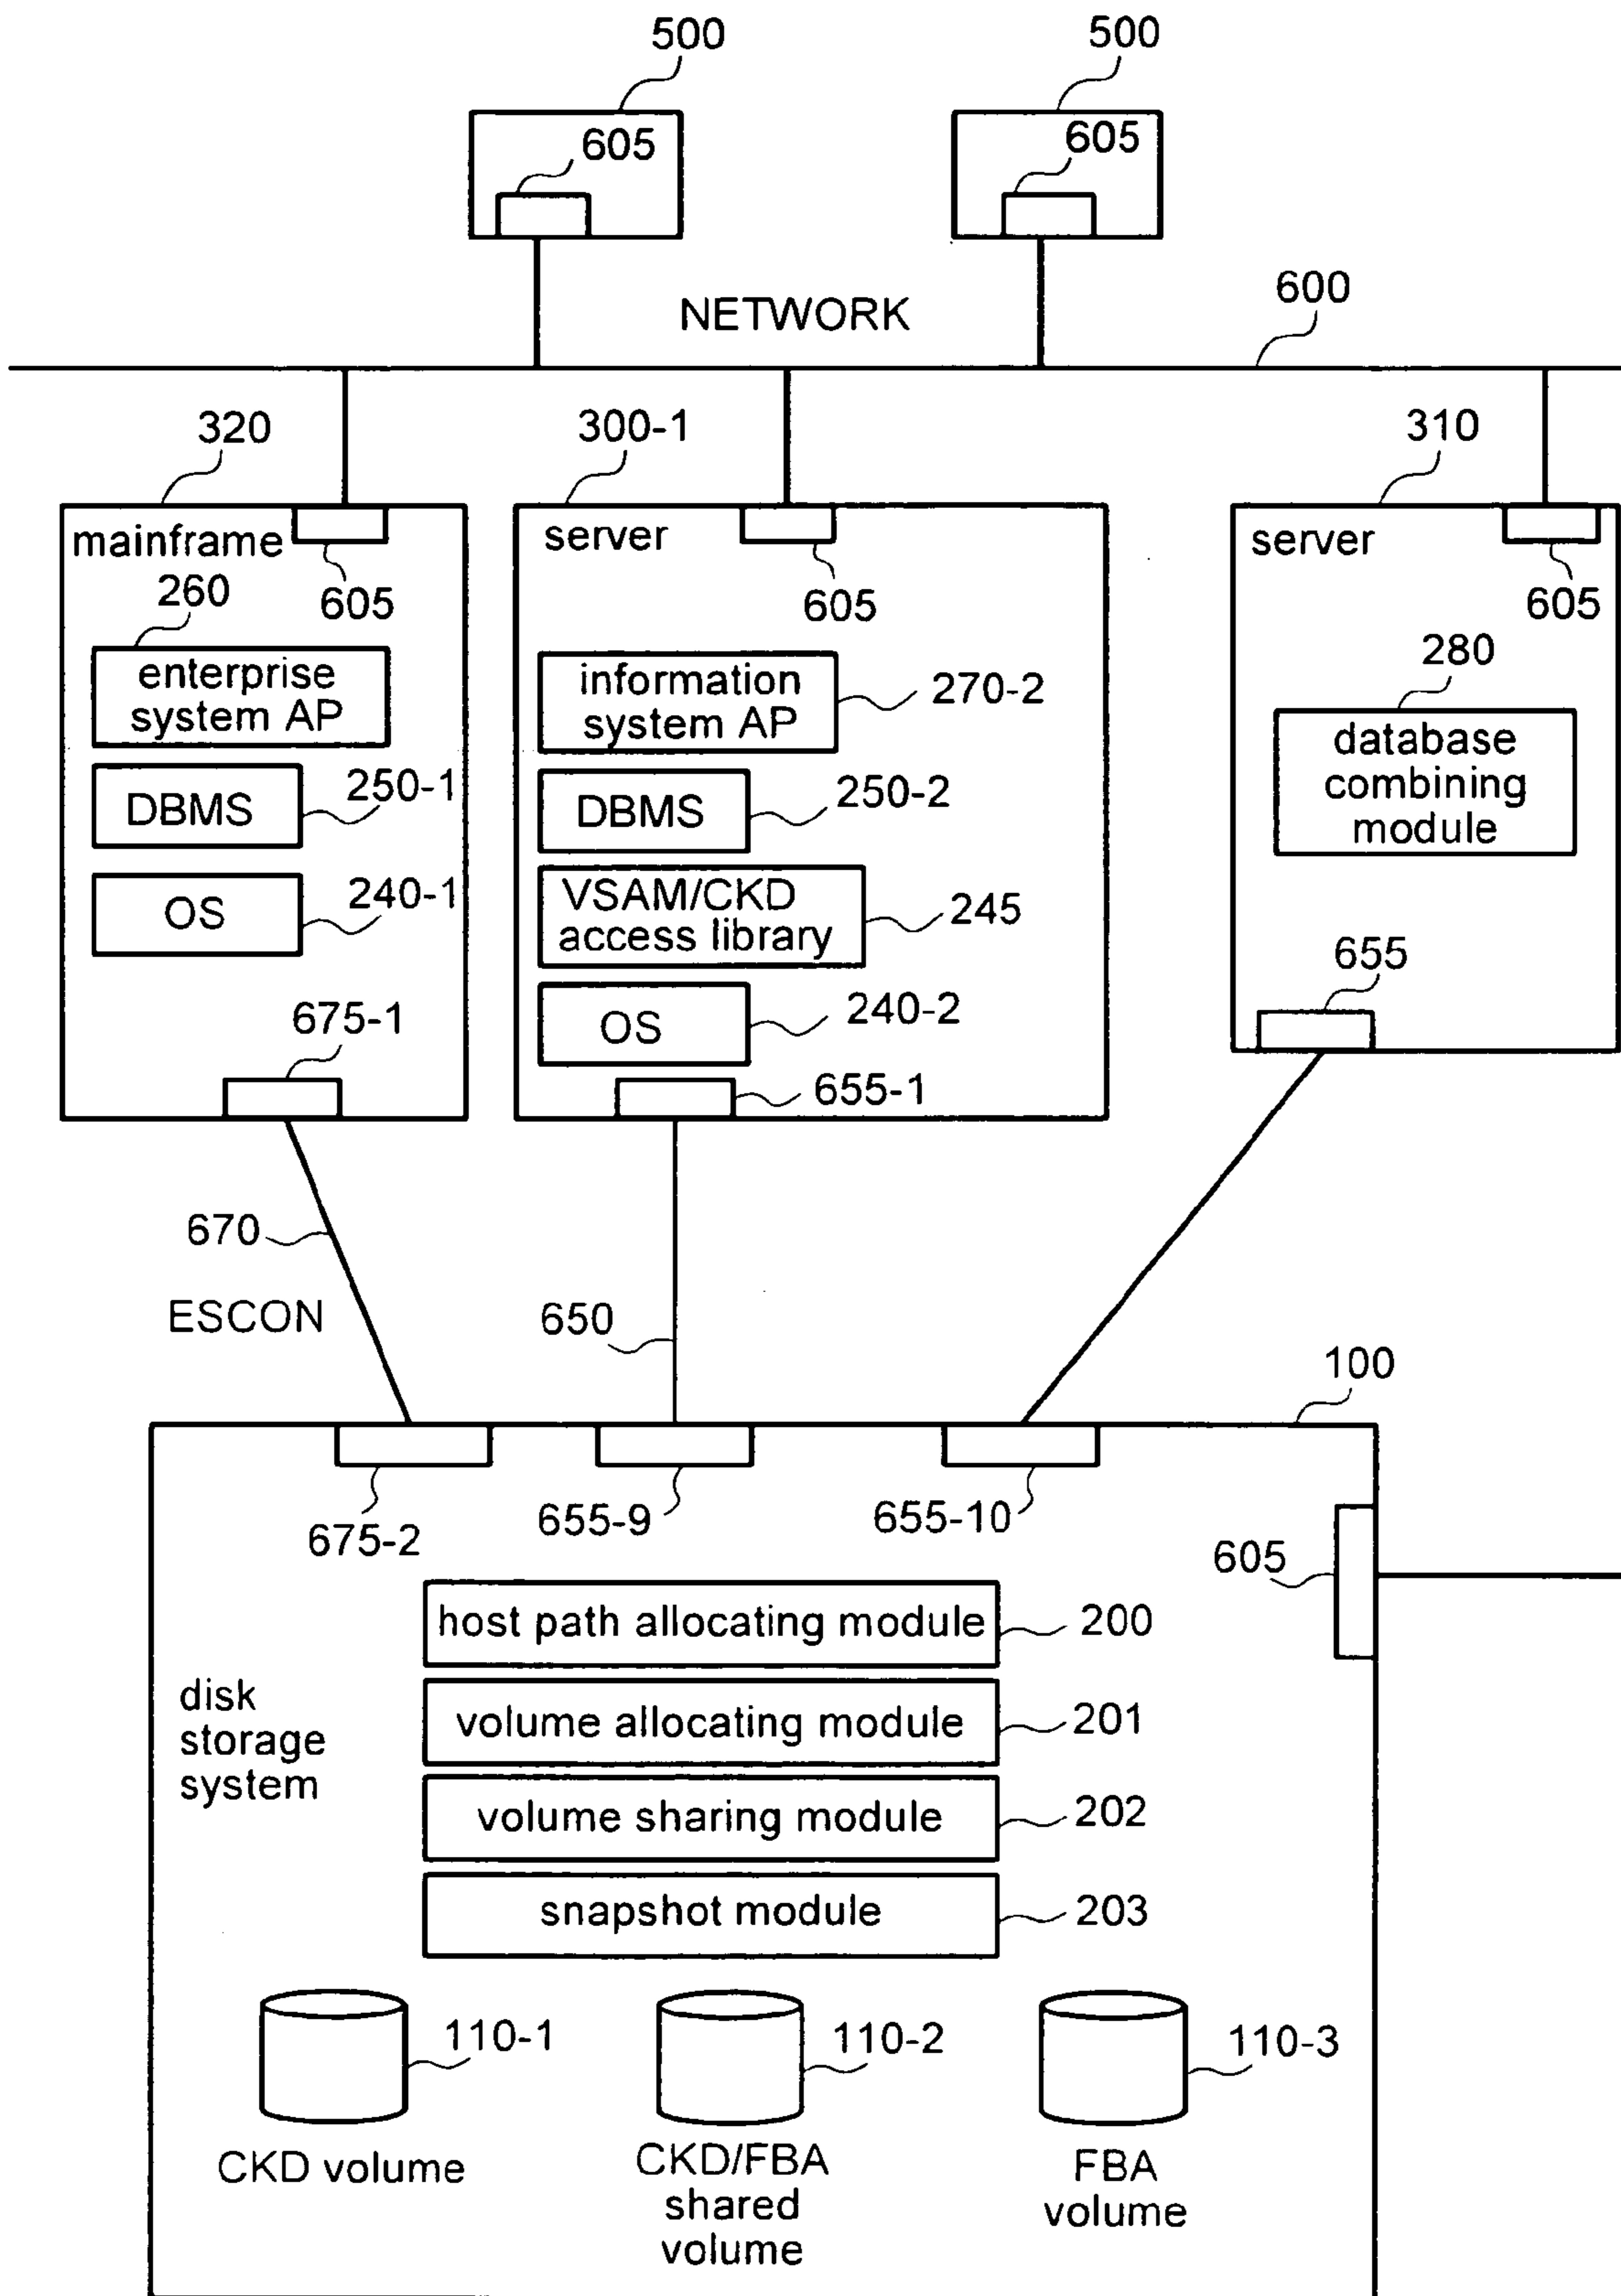 500
500
605
605
NETWORK
600
320
300-1
310
mainframe
605
server
605
server
605
260
enterprise
system AP
information
system AP
270-2
280
database
combining
module
DBMS
250-1
DBMS
250-2
OS
240-1
VSAM/CKD
access library
245
655
675-1
OS
240-2
655-1
670
ESCON
650
100
675-2
655-9
655-10
605
host path allocating module
200
disk
storage
system
volume allocating module
201
volume sharing module
202
snapshot module
203
110-1
110-2
110-3
CKD volume
CKD/FBA
shared
volume
FBA
volume